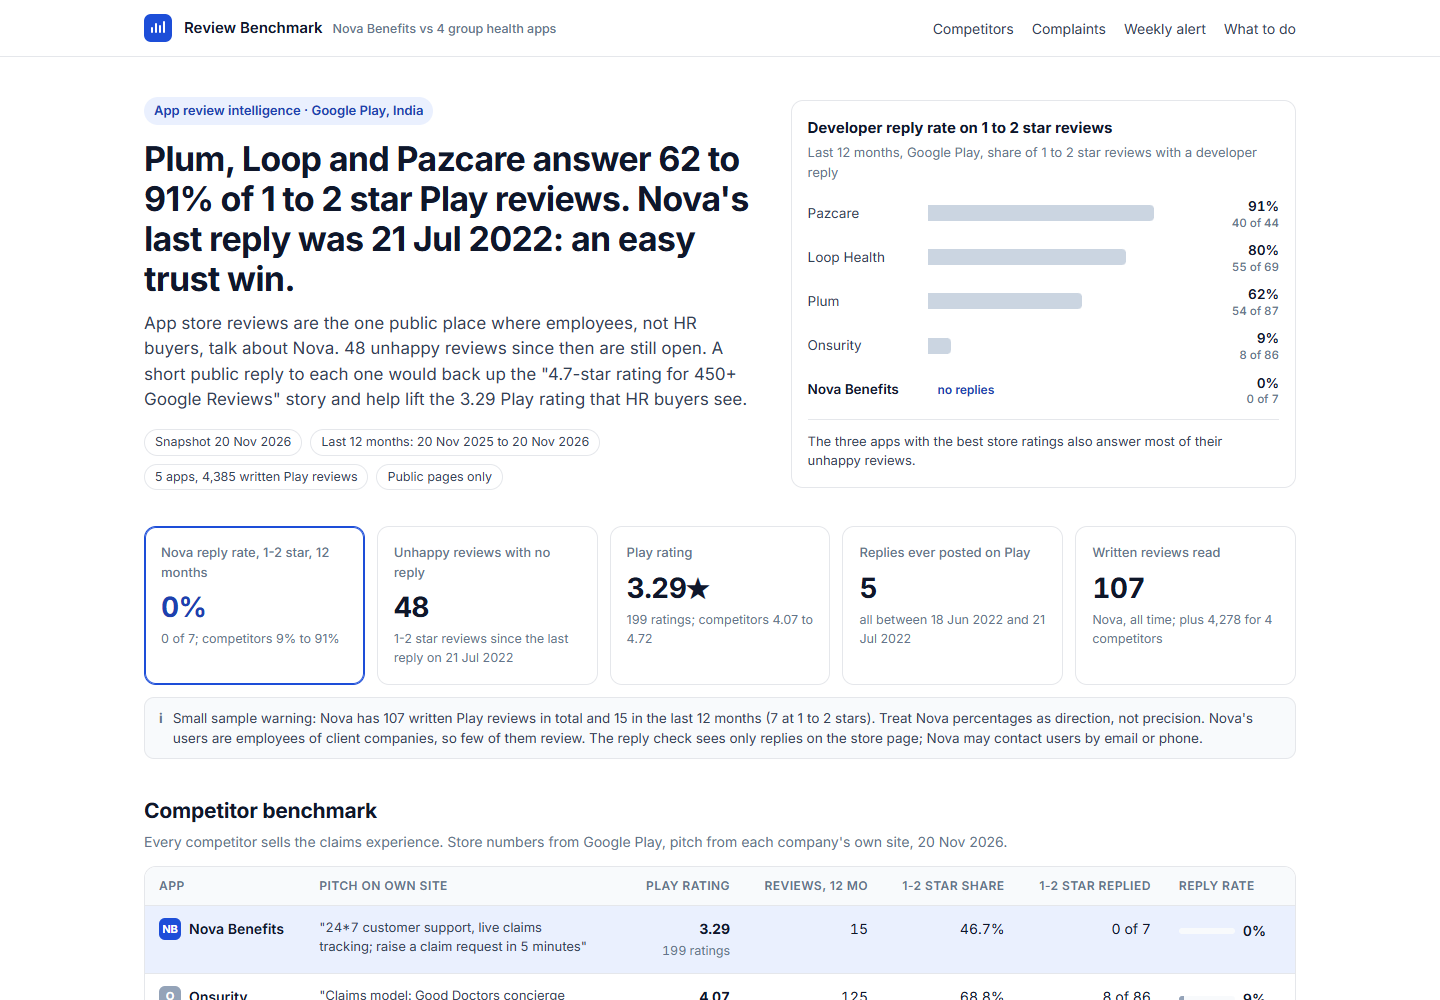 Review Benchmark Nova Benefits vs 4 group health apps
Competitors Complaints Weekly alert What to do
App review intelligence · Google Play, India
Plum, Loop and Pazcare answer 62 to
91% of 1 to 2 star Play reviews. Nova's
last reply was 21 Jul 2022: an easy
trust win.
App store reviews are the one public place where employees, not HR
buyers, talk about Nova. 48 unhappy reviews since then are still open. A
short public reply to each one would back up the "4.7-star rating for 450+
Google Reviews" story and help lift the 3.29 Play rating that HR buyers see.
Snapshot 20 Nov 2026
Last 12 months: 20 Nov 2025 to 20 Nov 2026
5 apps, 4,385 written Play reviews
Public pages only
Developer reply rate on 1 to 2 star reviews
Last 12 months, Google Play, share of 1 to 2 star reviews with a developer
reply
Pazcare 91%
40 of 44
Loop Health 80%
55 of 69
Plum 62%
54 of 87
Onsurity 9%
8 of 86
Nova Benefits no replies 0%
0 of 7
The three apps with the best store ratings also answer most of their
unhappy reviews.
Nova reply rate, 1-2 star, 12
months
0%
0 of 7; competitors 9% to 91%
Unhappy reviews with no
reply
48
1-2 star reviews since the last
reply on 21 Jul 2022
Play rating
3.29★
199 ratings; competitors 4.07 to
4.72
Replies ever posted on Play
5
all between 18 Jun 2022 and 21
Jul 2022
Written reviews read
107
Nova, all time; plus 4,278 for 4
competitors
i Small sample warning: Nova has 107 written Play reviews in total and 15 in the last 12 months (7 at 1 to 2 stars). Treat Nova percentages as direction, not precision. Nova's
users are employees of client companies, so few of them review. The reply check sees only replies on the store page; Nova may contact users by email or phone.
Competitor benchmark
Every competitor sells the claims experience. Store numbers from Google Play, pitch from each company's own site, 20 Nov 2026.
APP PITCH ON OWN SITE PLAY RATING REVIEWS, 12 MO 1-2 STAR SHARE 1-2 STAR REPLIED REPLY RATE
NB Nova Benefits "24*7 customer support, live claims 3.29 15 46.7% 0 of 7 0%
tracking; raise a claim request in 5 minutes" 199 ratings
O Onsurity "Claims model: Good Doctors concierge 4.07 125 68.8% 8 of 86 9%